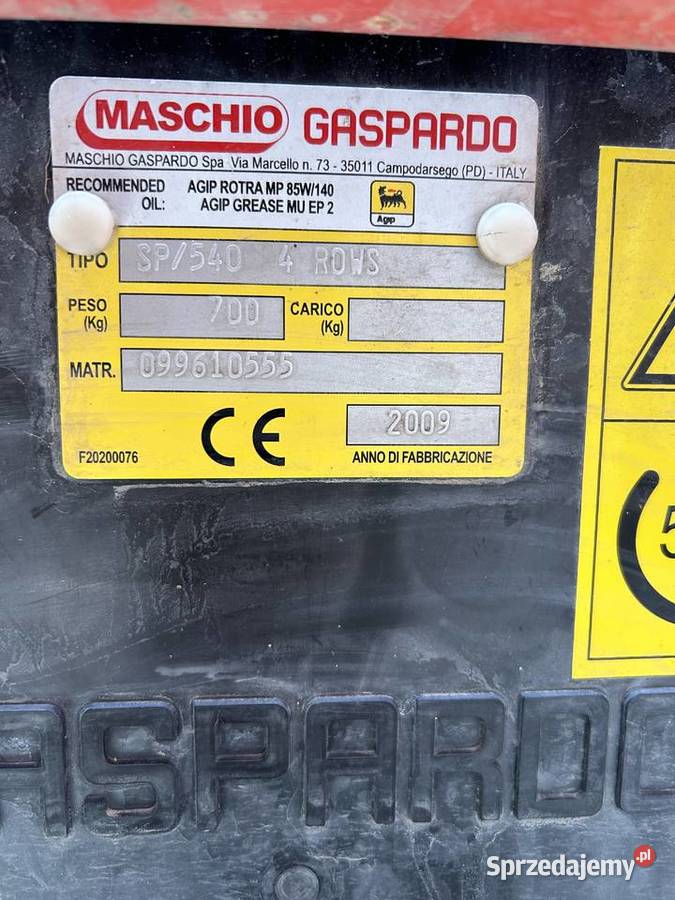 MASCHIO GASPARDO
MASCHIO GASPARDO Spa Via Marcello n. 73 - 35011 Campodarsego (PD) - ITALY
RECOMMENDED OIL: AGIP ROTRA MP 85W/140
AGIP GREASE MU EP 2
Agip
TIPO SP/540 4 ROWS
PESO (Kg) 700 CARICO (Kg)
MATR. 099610555
CE 2009
F20200076 ANNO DI FABBRICAZIONE
5
GASPARDO
Sprzedajemy.pl